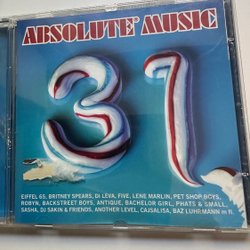 ABSOLUTE® MUSIC
31
EIFFEL 65, BRITNEY SPEARS, DI LEVA, FIVE, LENE MARLIN, PET SHOP BOYS,
ROBYN, BACKSTREET BOYS, ANTIQUE, BACHELOR GIRL, PHATS & SMALL,
SASHA, DJ SAKIN & FRIENDS, ANOTHER LEVEL, CAJSALISA, BAZ LUHRMANN m fl.